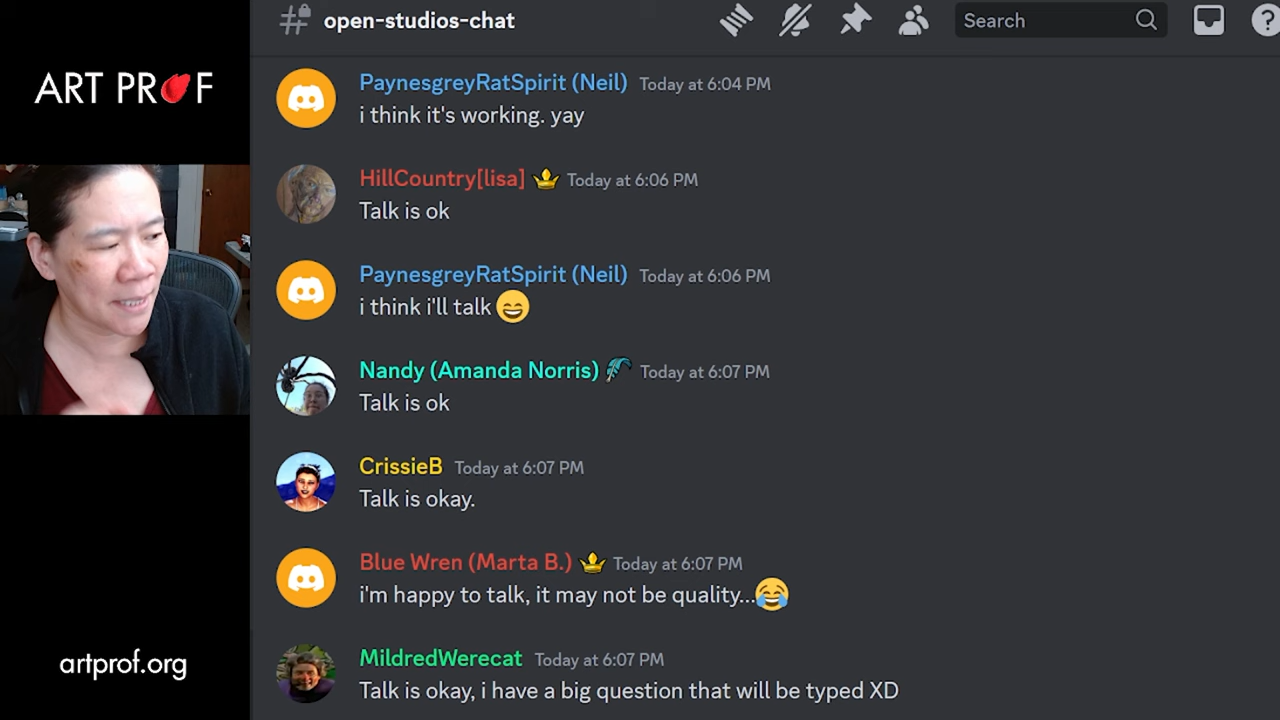 ART PROF
open-studios-chat
Search
PaynesgreyRatSpirit (Neil) Today at 6:04 PM
i think it's working. yay
HillCountry[lisa] Today at 6:06 PM
Talk is ok
PaynesgreyRatSpirit (Neil) Today at 6:06 PM
i think i'll talk 😄
Nandy (Amanda Norris) Today at 6:07 PM
Talk is ok
CrissieB Today at 6:07 PM
Talk is okay.
Blue Wren (Marta B.) Today at 6:07 PM
i'm happy to talk, it may not be quality...😂
MildredWerecat Today at 6:07 PM
Talk is okay, i have a big question that will be typed XD
artprof.org